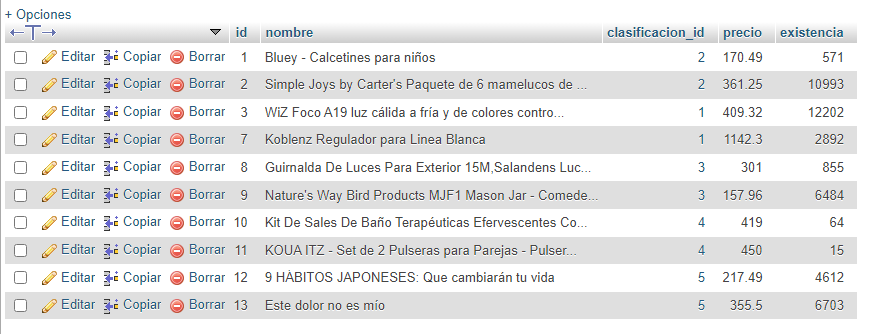 + Opciones
←T→ id nombre clasificacion_id precio existencia
Editar Copiar Borrar 1 Bluey - Calcetines para niños 2 170.49 571
Editar Copiar Borrar 2 Simple Joys by Carter's Paquete de 6 mamelucos de ... 2 361.25 10993
Editar Copiar Borrar 3 WiZ Foco A19 luz cálida a fría y de colores contro... 1 409.32 12202
Editar Copiar Borrar 7 Koblenz Regulador para Linea Blanca 1 1142.3 2892
Editar Copiar Borrar 8 Guirnalda De Luces Para Exterior 15M,Salandens Luc... 3 301 855
Editar Copiar Borrar 9 Nature's Way Bird Products MJF1 Mason Jar - Comede... 3 157.96 6484
Editar Copiar Borrar 10 Kit De Sales De Baño Terapéuticas Efervescentes Co... 4 419 64
Editar Copiar Borrar 11 KOUA ITZ - Set de 2 Pulseras para Parejas - Pulser... 4 450 15
Editar Copiar Borrar 12 9 HÁBITOS JAPONESES: Que cambiarán tu vida 5 217.49 4612
Editar Copiar Borrar 13 Este dolor no es mío 5 355.5 6703